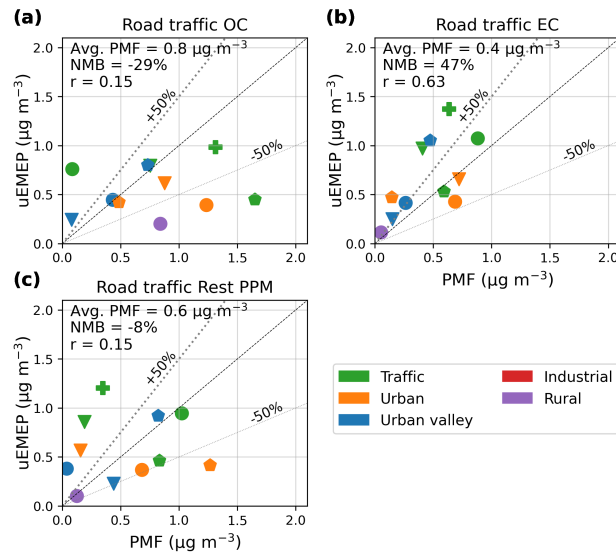 (a)
Road traffic OC
Avg. PMF = 0.8 µg m⁻³
NMB = -29%
r = 0.15
+50%
-50%
uEMEP (µg m⁻³)
2.0
1.5
1.0
0.5
0.0
0.0 0.5 1.0 1.5 2.0
(b)
Road traffic EC
Avg. PMF = 0.4 µg m⁻³
NMB = 47%
r = 0.63
+50%
-50%
uEMEP (µg m⁻³)
2.0
1.5
1.0
0.5
0.0
0.0 0.5 1.0 1.5 2.0
PMF (µg m⁻³)
(c)
Road traffic Rest PPM
Avg. PMF = 0.6 µg m⁻³
NMB = -8%
r = 0.15
+50%
-50%
uEMEP (µg m⁻³)
2.0
1.5
1.0
0.5
0.0
0.0 0.5 1.0 1.5 2.0
PMF (µg m⁻³)
Traffic
Urban
Urban valley
Industrial
Rural